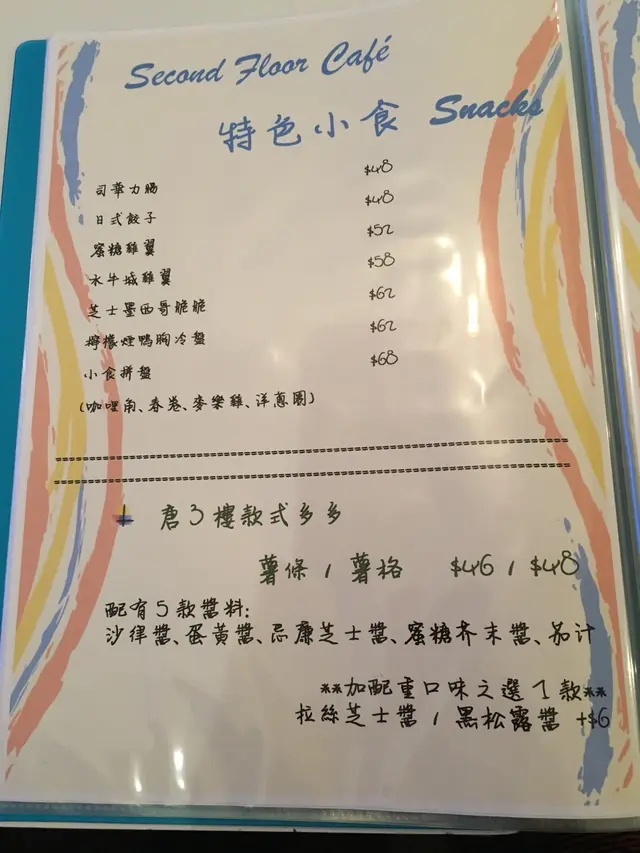 Second Floor Café
特色小食 Snacks
司華力腸 $48
日式餃子 $48
蜜糖雞翼 $52
水牛城雞翼 $58
芝士墨西哥脆脆 $62
檸檬煙鴨胸冷盤 $62
小食拼盤 $68
(咖哩角、春卷、麥樂雞、洋蔥圈)
唐3樓款式多多
薯條 / 薯格 $46 / $48
配有5款醬料:
沙律醬、蛋黃醬、忌廉芝士醬、蜜糖芥末醬、茄汁
**加配重口味之選1款**
拉絲芝士醬 / 黑松露醬 +$6